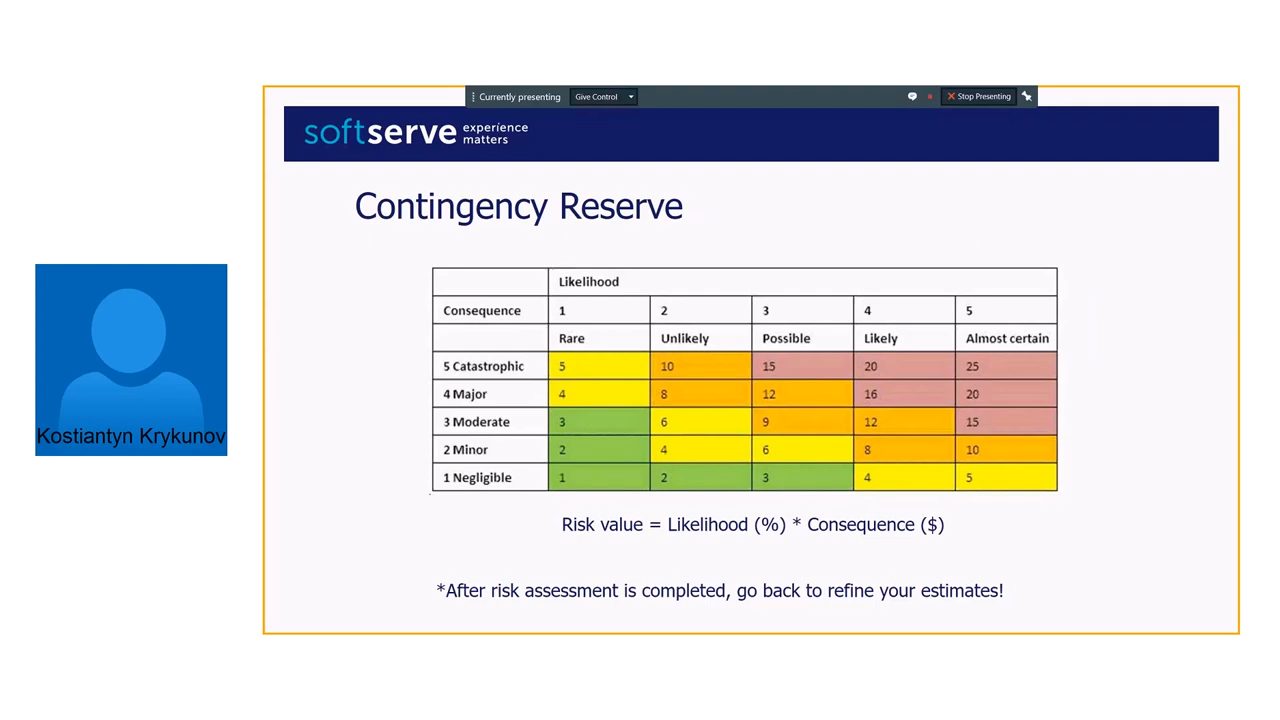 Currently presenting Give Control Stop Presenting
softserve experience matters
Contingency Reserve
Likelihood
Consequence 1 2 3 4 5
Rare Unlikely Possible Likely Almost certain
5 Catastrophic 5 10 15 20 25
4 Major 4 8 12 16 20
3 Moderate 3 6 9 12 15
2 Minor 2 4 6 8 10
1 Negligible 1 2 3 4 5
Risk value = Likelihood (%) * Consequence ($)
*After risk assessment is completed, go back to refine your estimates!
Kostiantyn Krykunov